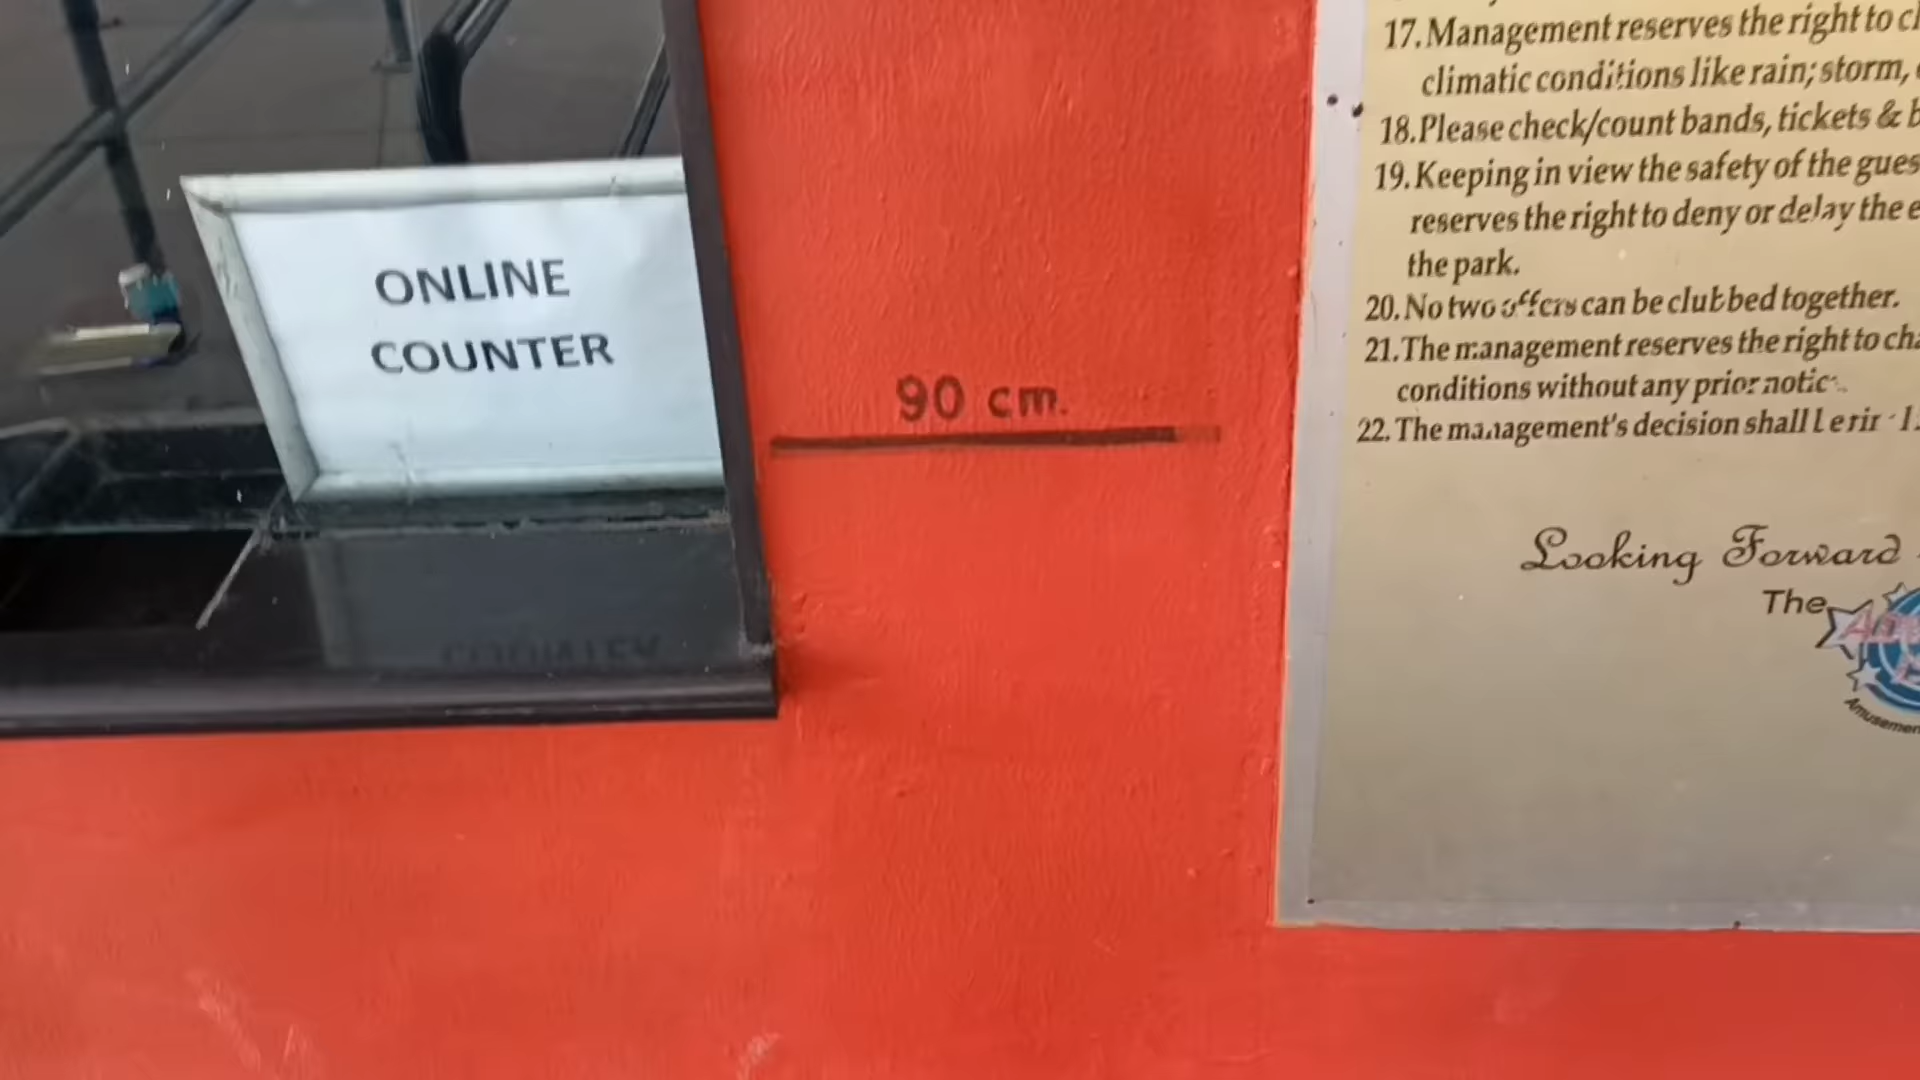 ONLINE
COUNTER
90 cm.
17. Management reserves the right to
climatic conditions like rain; storm,
18. Please check/count bands, tickets &
19. Keeping in view the safety of the
reserves the right to deny or delay the
the park.
20. No two offers can be clubbed together.
21. The management reserves the right to
conditions without any prior notice.
22. The management's decision shall
Looking Forward
The